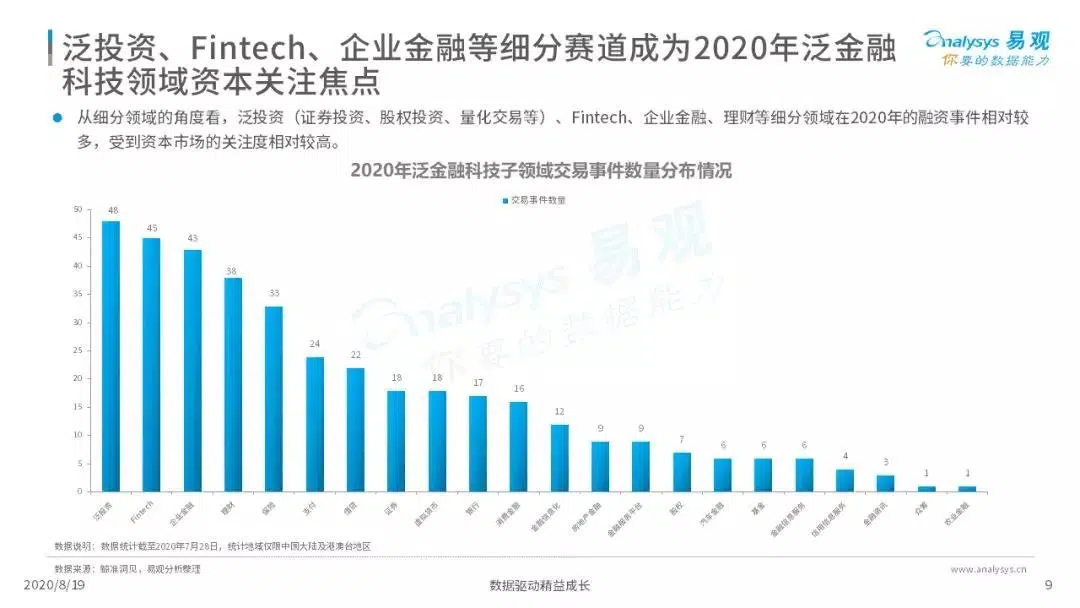 泛投资、Fintech、企业金融等细分赛道成为2020年泛金融
科技领域资本关注焦点
analysys 易观
你要的数据能力
从细分领域的角度看，泛投资（证券投资、股权投资、量化交易等）、Fintech、企业金融、理财等细分领域在2020年的融资事件相对较
多，受到资本市场的关注度相对较高。
2020年泛金融科技子领域交易事件数量分布情况
交易事件数量
50
45
40
35
30
25
20
15
10
5
0
48
45
43
38
33
24
22
18
18
17
16
12
9
9
7
6
6
6
4
3
1
1
泛投资
Fintech
企业金融
理财
保险
支付
借贷
证券
虚拟货币
银行
消费金融
金融信息化
房地产金融
金融服务平台
股权
汽车金融
基金
金融信息服务
信用信息服务
金融资讯
众筹
农业金融
analysys 易观
你要的数据能力
数据说明：数据统计截至2020年7月28日，统计地域仅限中国大陆及港澳台地区
数据来源：鲸准洞见，易观分析整理
www.analysys.cn
2020/8/19
数据驱动精益成长
9